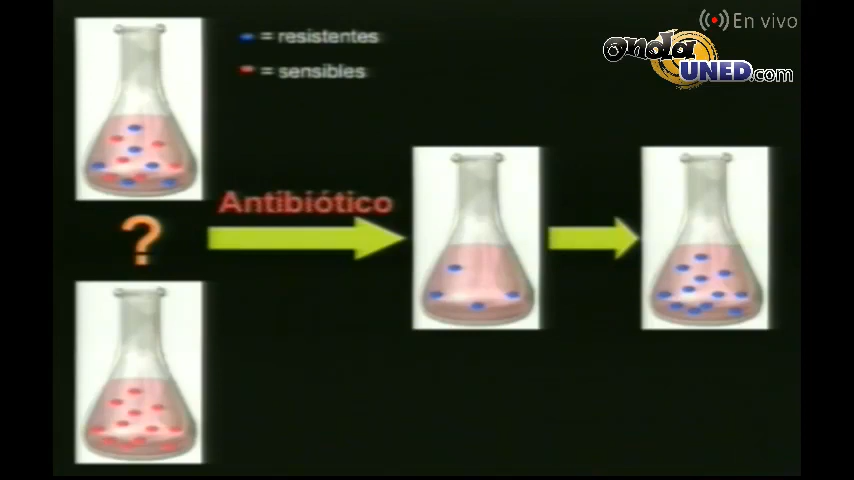 = resistentes
= sensibles
En vivo
onda
UNED.com
Antibiótico
?